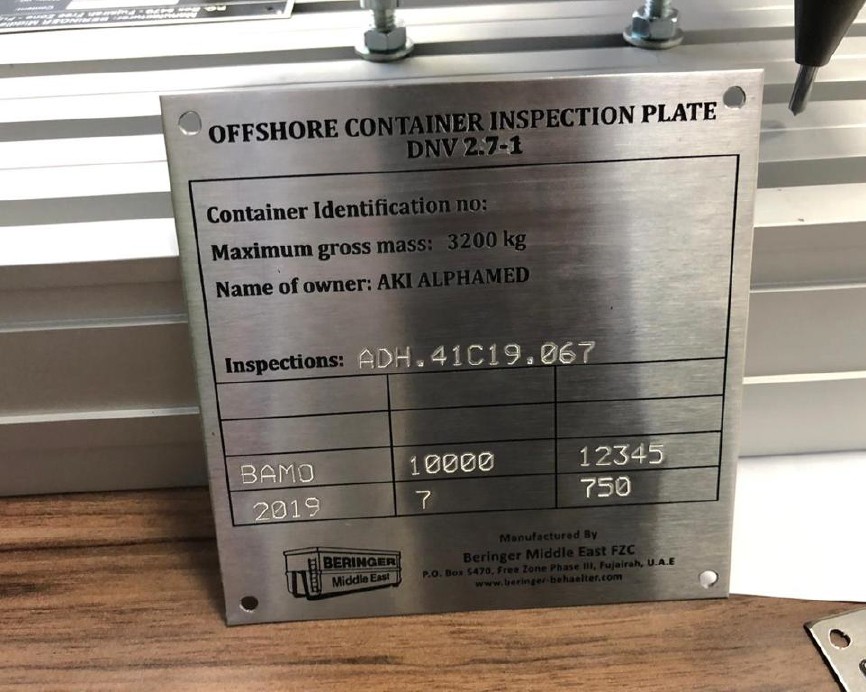 OFFSHORE CONTAINER INSPECTION PLATE
DNV 2.7-1
Container Identification no:
Maximum gross mass: 3200 kg
Name of owner: AKI ALPHAMED
Inspections: ADH.41C19.067
BAMO 10000 12345
2019 7 750
BERINGER
Middle East
Manufactured By
Beringer Middle East FZC
P.O. Box 5470, Free Zone Phase III, Fujairah, U.A.E
www.beringer-behaelter.com